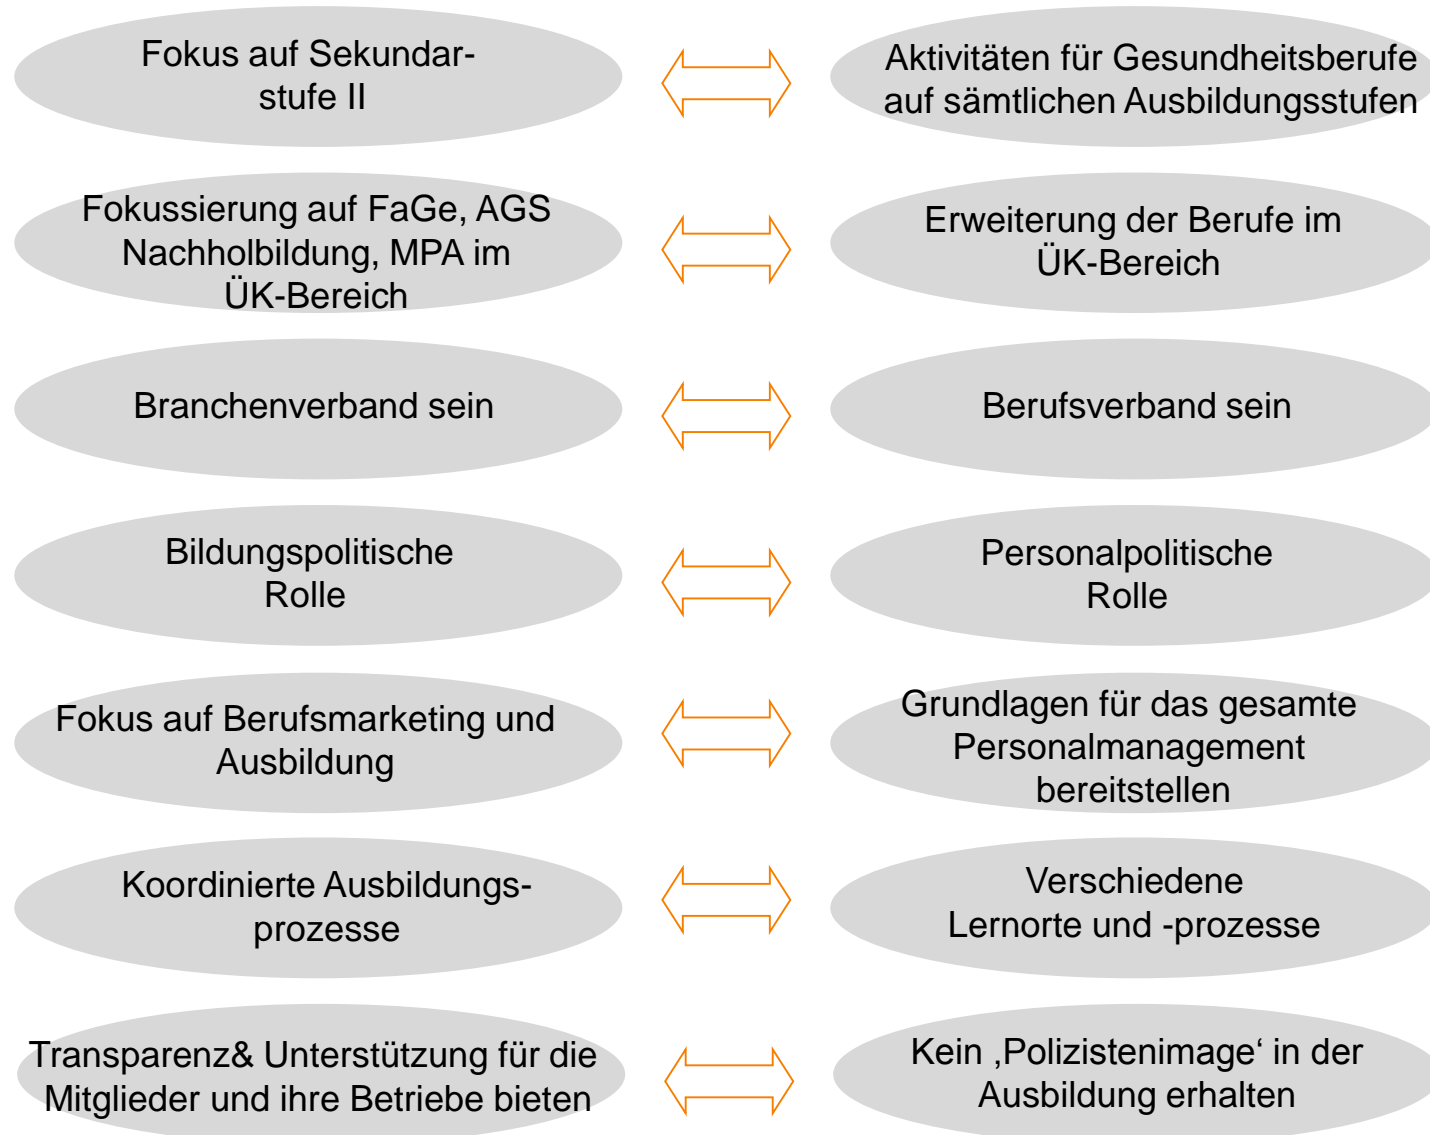 Fokus auf Sekundar-
stufe II
Aktivitäten für Gesundheitsberufe
auf sämtlichen Ausbildungsstufen
Fokussierung auf FaGe, AGS
Nachholbildung, MPA im
ÜK-Bereich
Erweiterung der Berufe im
ÜK-Bereich
Branchenverband sein
Berufsverband sein
Bildungspolitische
Rolle
Personalpolitische
Rolle
Fokus auf Berufsmarketing und
Ausbildung
Grundlagen für das gesamte
Personalmanagement
bereitstellen
Koordinierte Ausbildungs-
prozesse
Verschiedene
Lernorte und -prozesse
Transparenz& Unterstützung für die
Mitglieder und ihre Betriebe bieten
Kein ‚Polizistenimage‘ in der
Ausbildung erhalten